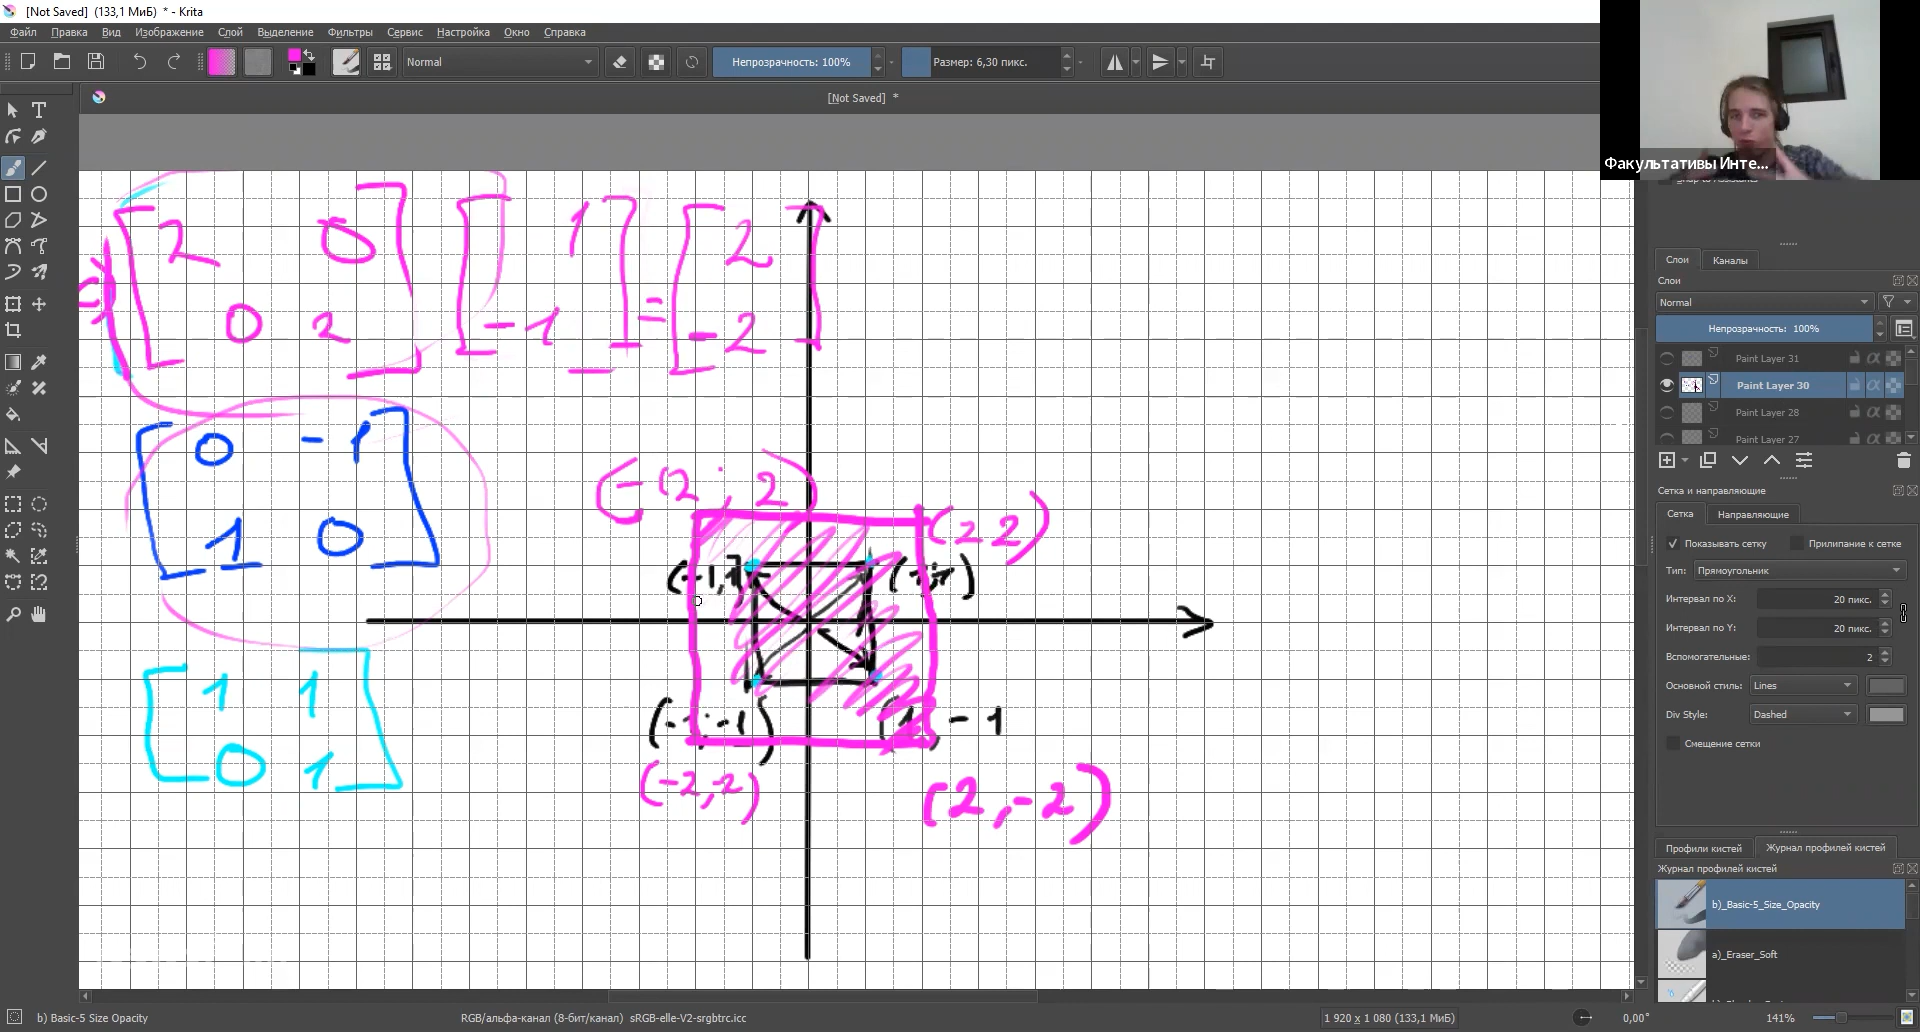 [Not Saved] (133,1 МиБ) * - Krita
Файл Правка Вид Изображение Слой Выделение Фильтры Сервис Настройка Окно Справка
Normal Непрозрачность: 100% Размер: 6,30 пикс.
[Not Saved] *
Факультативы Инте...
2 0 1 2
0 2 -1 = -2
0 -1
1 0
1 1
0 1
(-2; 2)
(2 2)
(-1,1)
(-1;-1)
- 1
(-2,-2)
(2,-2)
Слои Каналы
Слои
Normal
Непрозрачность: 100%
Paint Layer 31
Paint Layer 30
Paint Layer 28
Paint Layer 27
Сетка и направляющие
Сетка Направляющие
Показывать сетку Прилипание к сетке
Тип: Прямоугольник
Интервал по X: 20 пикс.
Интервал по Y: 20 пикс.
Вспомогательные: 2
Основной стиль: Lines
Div Style: Dashed
Смещение сетки
Профили кистей Журнал профилей кистей
Журнал профилей кистей
b)_Basic-5_Size_Opacity
a)_Eraser_Soft
b) Basic-5 Size Opacity RGB/альфа-канал (8-бит/канал) sRGB-elle-V2-srgbtrc.icc 1 920 x 1 080 (133,1 МиБ) 0,00° 141%